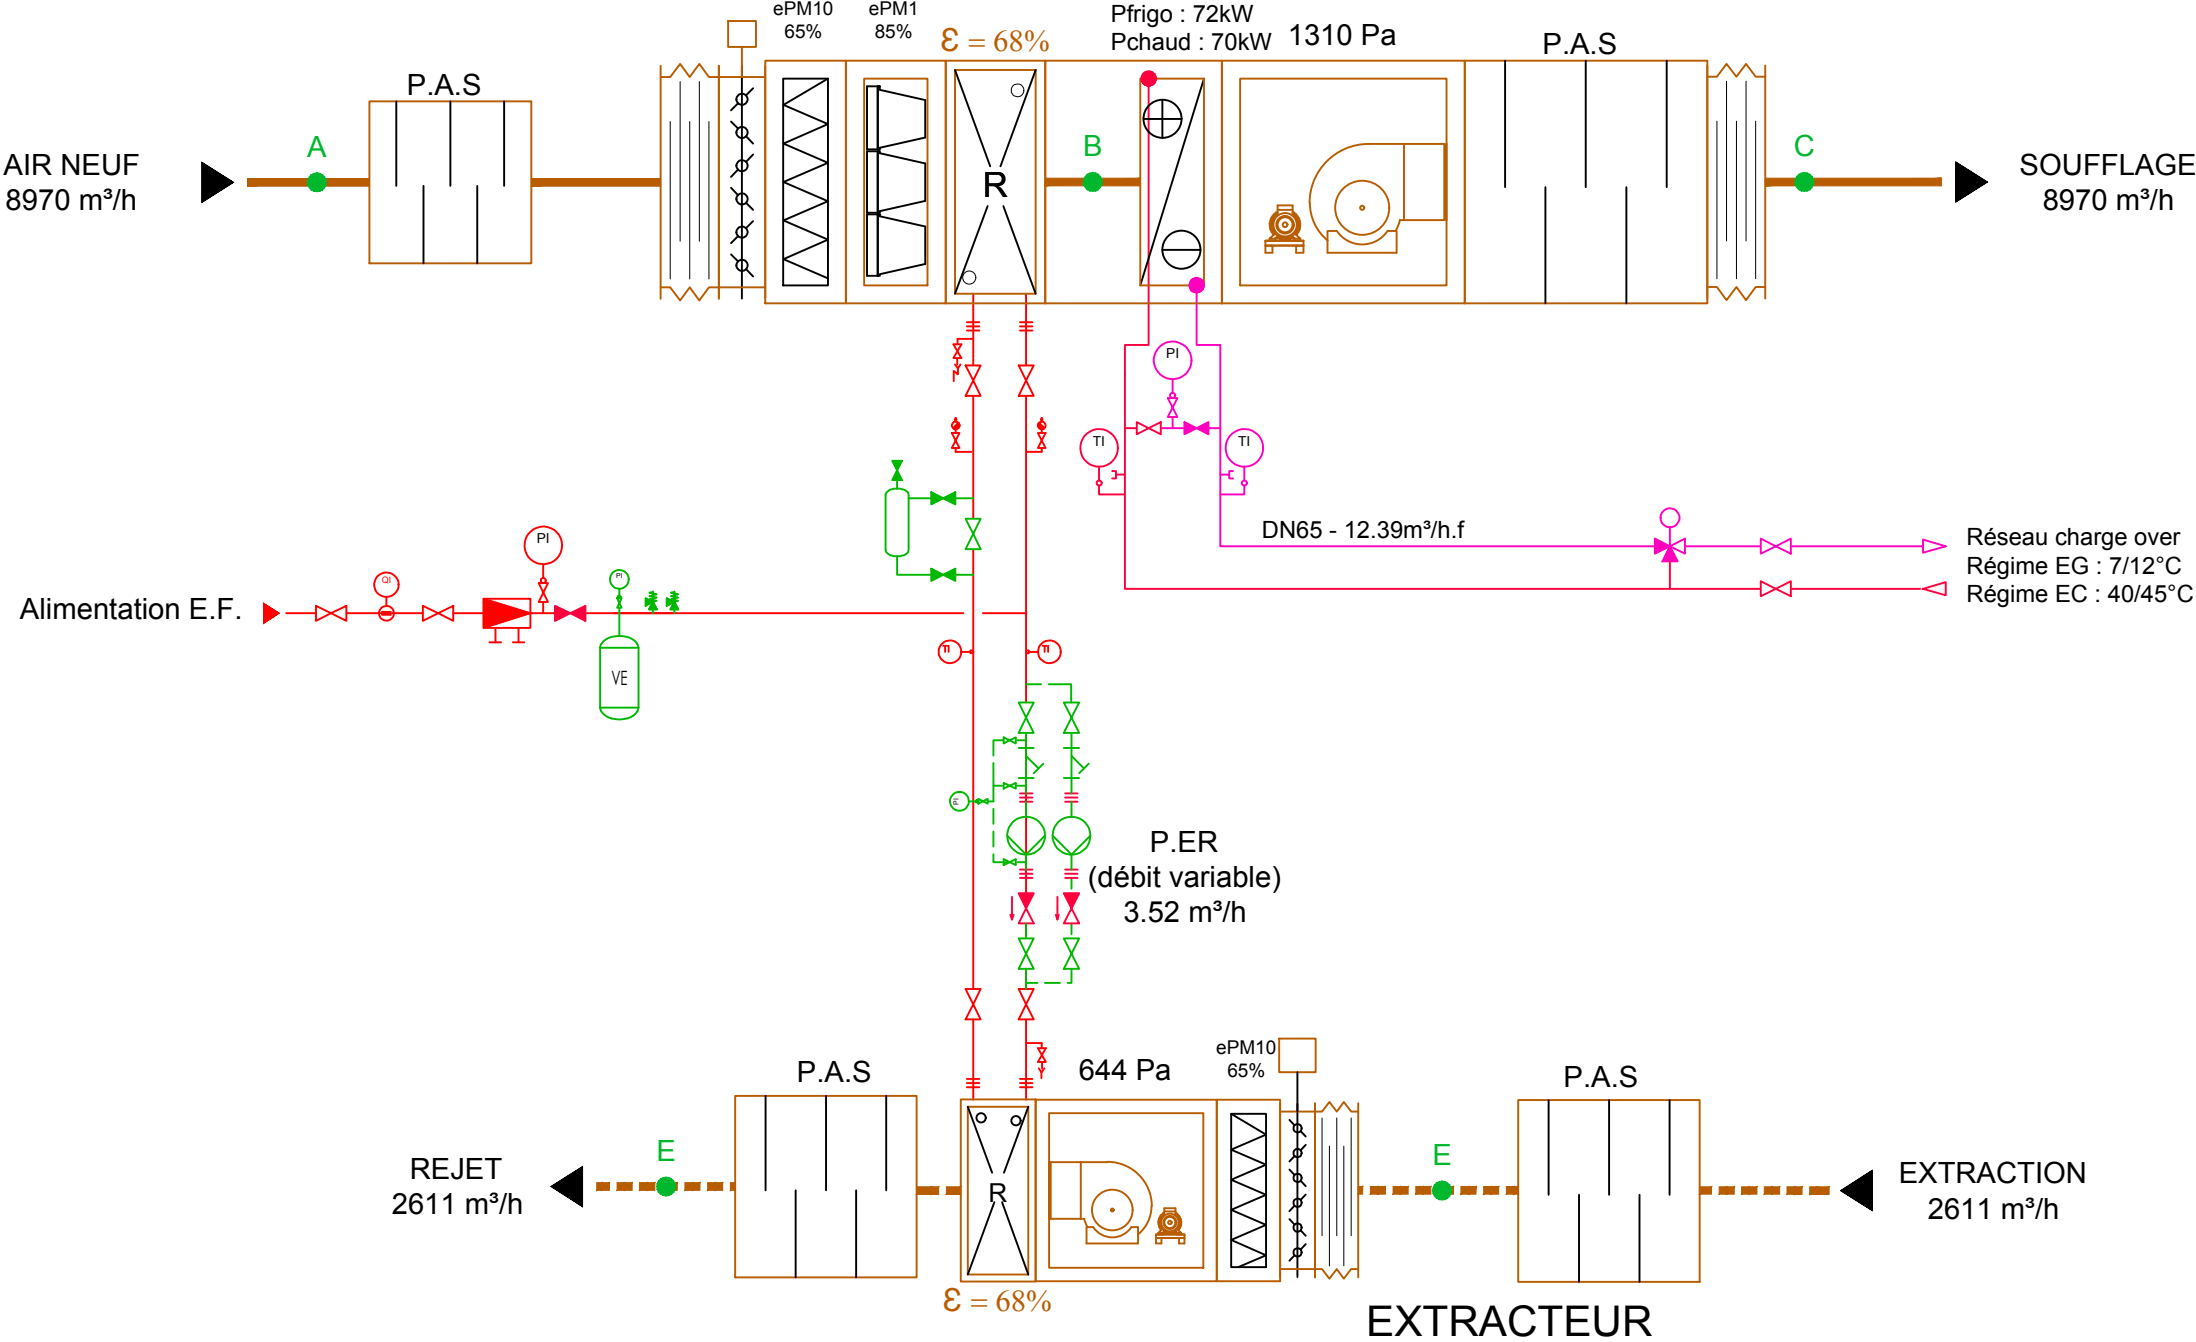 ePM10
65%
ePM1
85%
Ɛ = 68%
Pfrigo : 72kW
Pchaud : 70kW
1310 Pa
P.A.S
P.A.S
A
B
C
AIR NEUF
8970 m³/h
R
SOUFFLAGE
8970 m³/h
PI
TI
TI
DN65 - 12.39m³/h.f
Réseau charge over
Régime EG : 7/12°C
Régime EC : 40/45°C
PI
QI
PI
Alimentation E.F.
VE
TI
TI
PI
P.ER
(débit variable)
3.52 m³/h
P.A.S
644 Pa
ePM10
65%
P.A.S
E
E
REJET
2611 m³/h
R
EXTRACTION
2611 m³/h
Ɛ = 68%
EXTRACTEUR